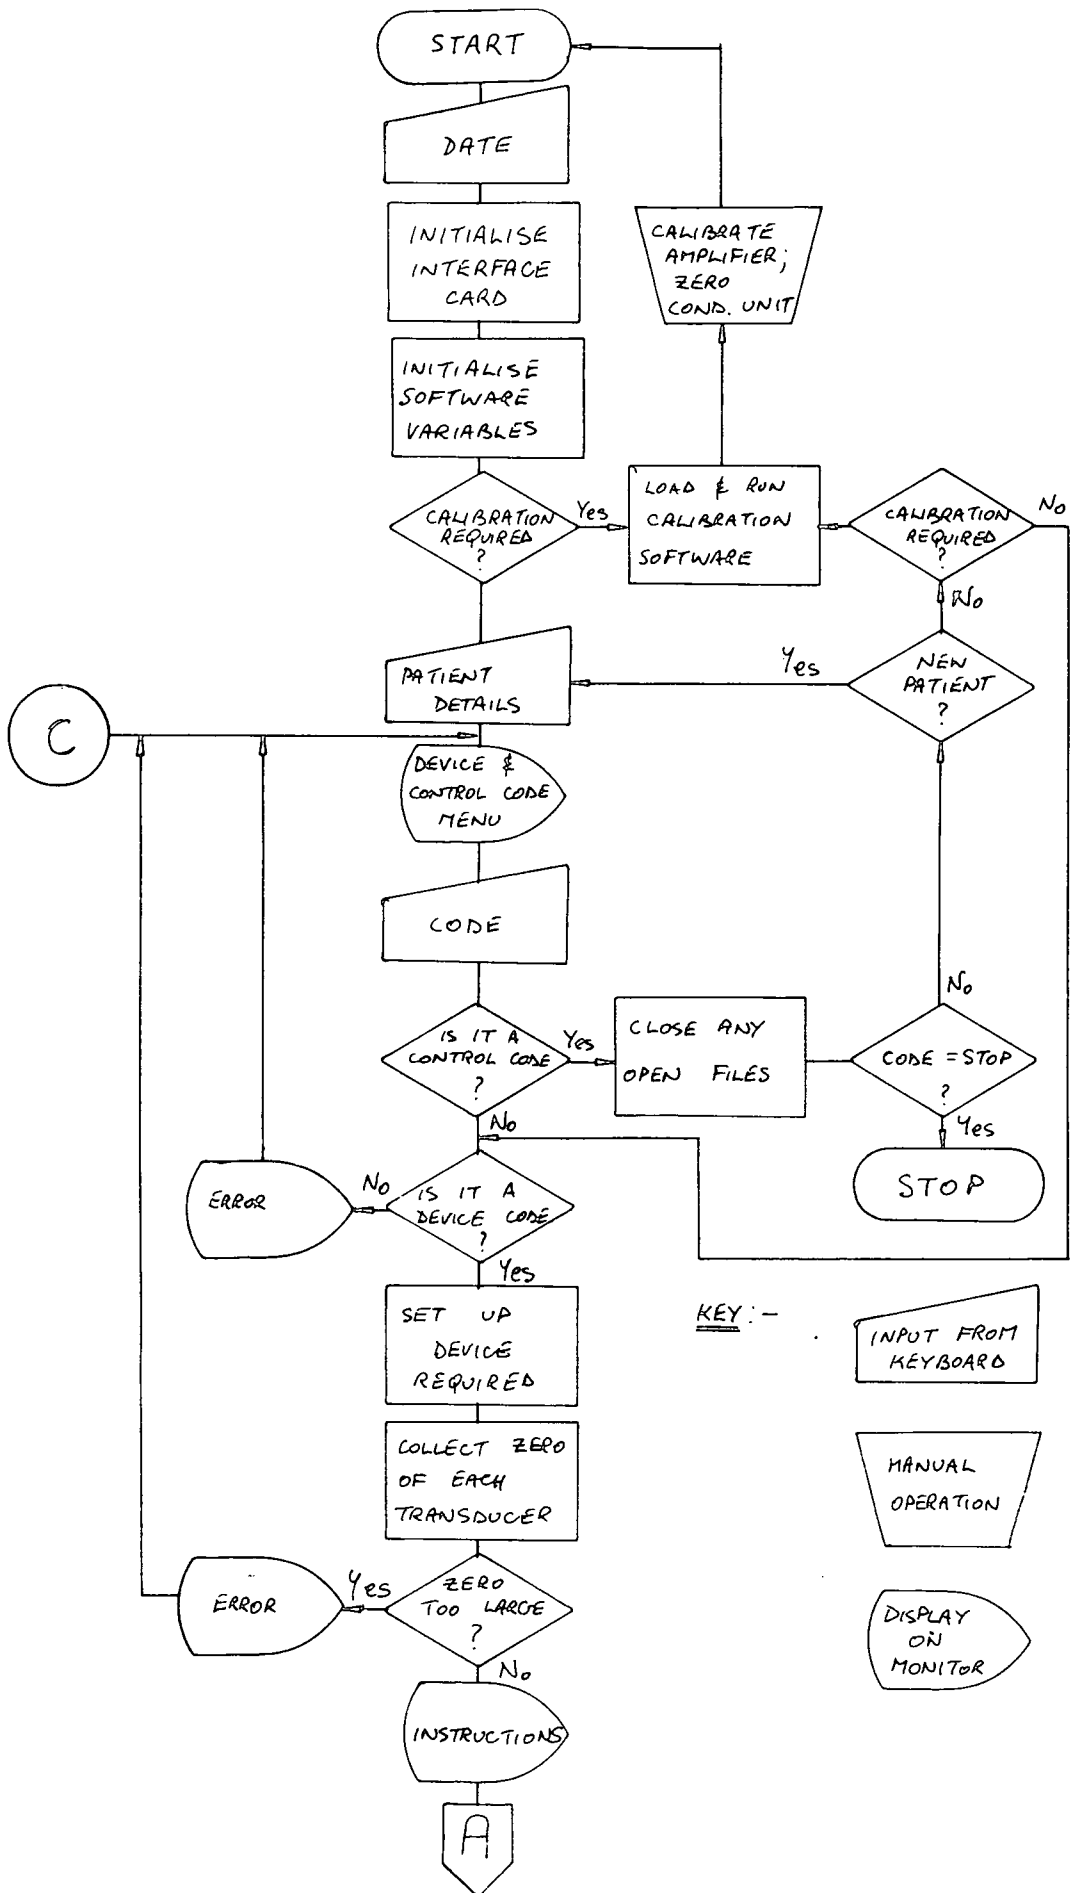 START
DATE
INITIALISE
INTERFACE
CARD
CALIBRATE
AMPLIFIER;
ZERO
COND. UNIT
INITIALISE
SOFTWARE
VARIABLES
CALIBRATION
REQUIRED
?
Yes
LOAD & RUN
CALIBRATION
SOFTWARE
CALIBRATION
REQUIRED
?
No
No
PATIENT
DETAILS
Yes
NEW
PATIENT
?
C
DEVICE &
CONTROL CODE
MENU
CODE
IS IT A
CONTROL CODE
?
Yes
CLOSE ANY
OPEN FILES
No
CODE = STOP
?
Yes
STOP
No
IS IT A
DEVICE CODE
?
No
ERROR
Yes
SET UP
DEVICE
REQUIRED
COLLECT ZERO
OF EACH
TRANSDUCER
ZERO
TOO LARGE
?
Yes
ERROR
No
INSTRUCTIONS
A
KEY :-
INPUT FROM
KEYBOARD
MANUAL
OPERATION
DISPLAY
ON
MONITOR